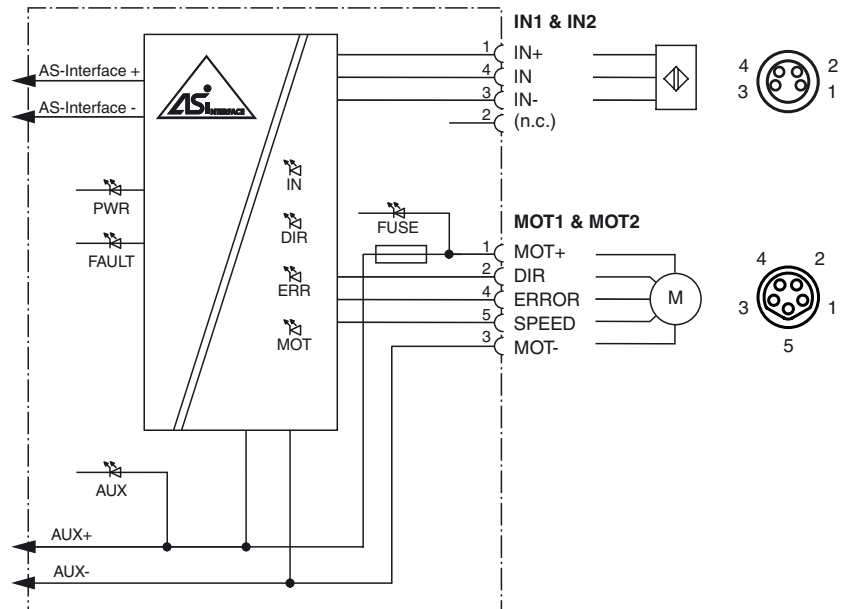 IN1 & IN2
1 IN+
4 IN
3 IN-
2 (n.c.)
4 2
3 1
AS-Interface +
AS-Interface -
ASi INTERFACE
PWR
FAULT
IN
DIR
ERR
MOT
FUSE
MOT1 & MOT2
1 MOT+
2 DIR
4 ERROR
5 SPEED
3 MOT-
M
4 2
3 1
5
AUX
AUX+
AUX-